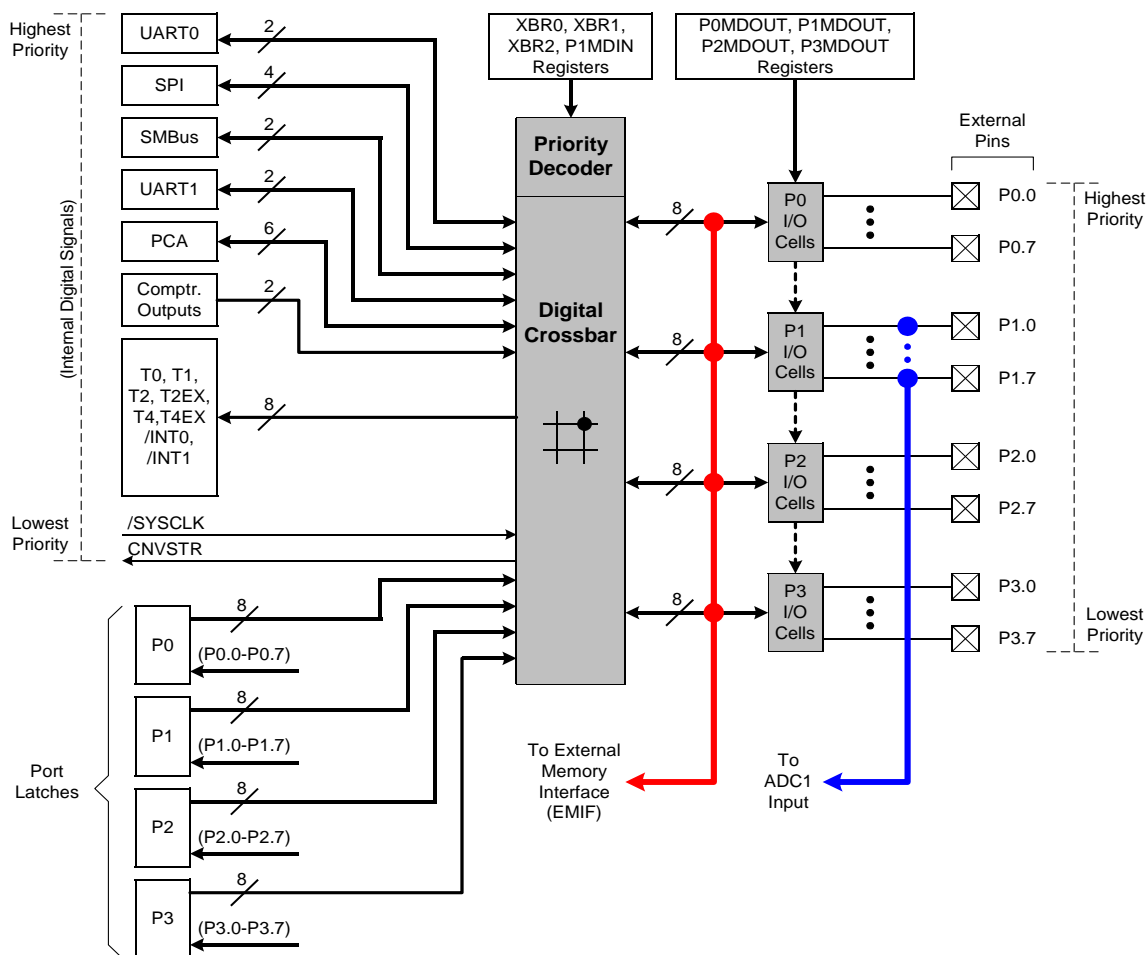 Highest
Priority
(Internal Digital Signals)
Lowest
Priority
UART0
2
SPI
4
SMBus
2
UART1
2
PCA
6
Comptr.
Outputs
2
T0, T1,
T2, T2EX,
T4,T4EX
/INT0,
/INT1
8
/SYSCLK
CNVSTR
XBR0, XBR1,
XBR2, P1MDIN
Registers
P0MDOUT, P1MDOUT,
P2MDOUT, P3MDOUT
Registers
Priority
Decoder
Digital
Crossbar
8
8
8
8
P0
I/O
Cells
P1
I/O
Cells
P2
I/O
Cells
P3
I/O
Cells
External
Pins
P0.0
P0.7
P1.0
P1.7
P2.0
P2.7
P3.0
P3.7
Highest
Priority
Lowest
Priority
Port
Latches
P0
8
(P0.0-P0.7)
P1
8
(P1.0-P1.7)
P2
8
(P2.0-P2.7)
P3
8
(P3.0-P3.7)
To External
Memory
Interface
(EMIF)
To
ADC1
Input